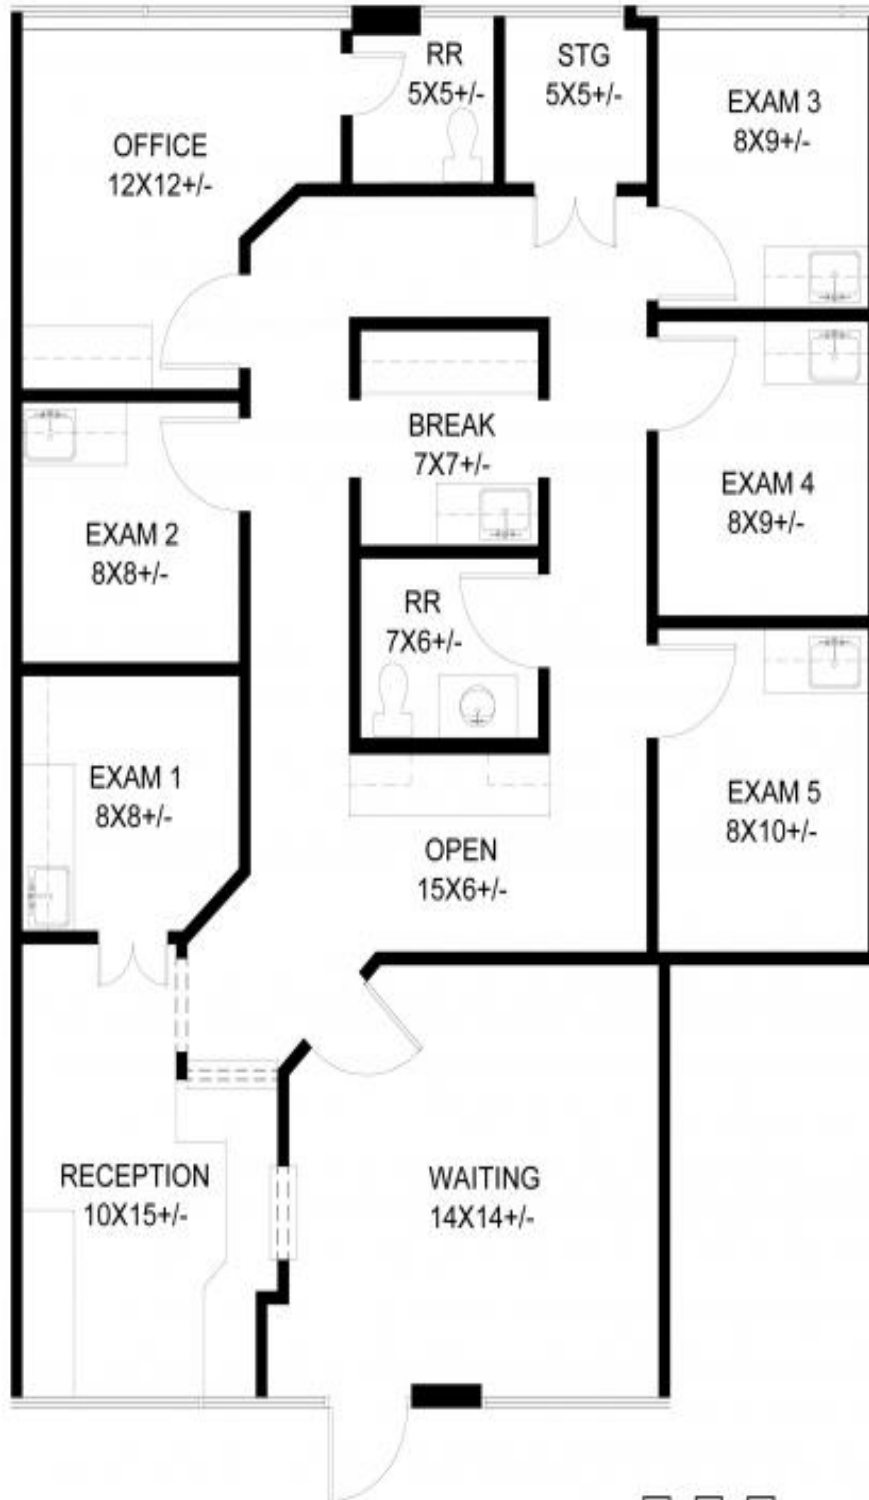 RR
5X5+/-
STG
5X5+/-
EXAM 3
8X9+/-
OFFICE
12X12+/-
BREAK
7X7+/-
EXAM 4
8X9+/-
EXAM 2
8X8+/-
RR
7X6+/-
EXAM 1
8X8+/-
EXAM 5
8X10+/-
OPEN
15X6+/-
RECEPTION
10X15+/-
WAITING
14X14+/-